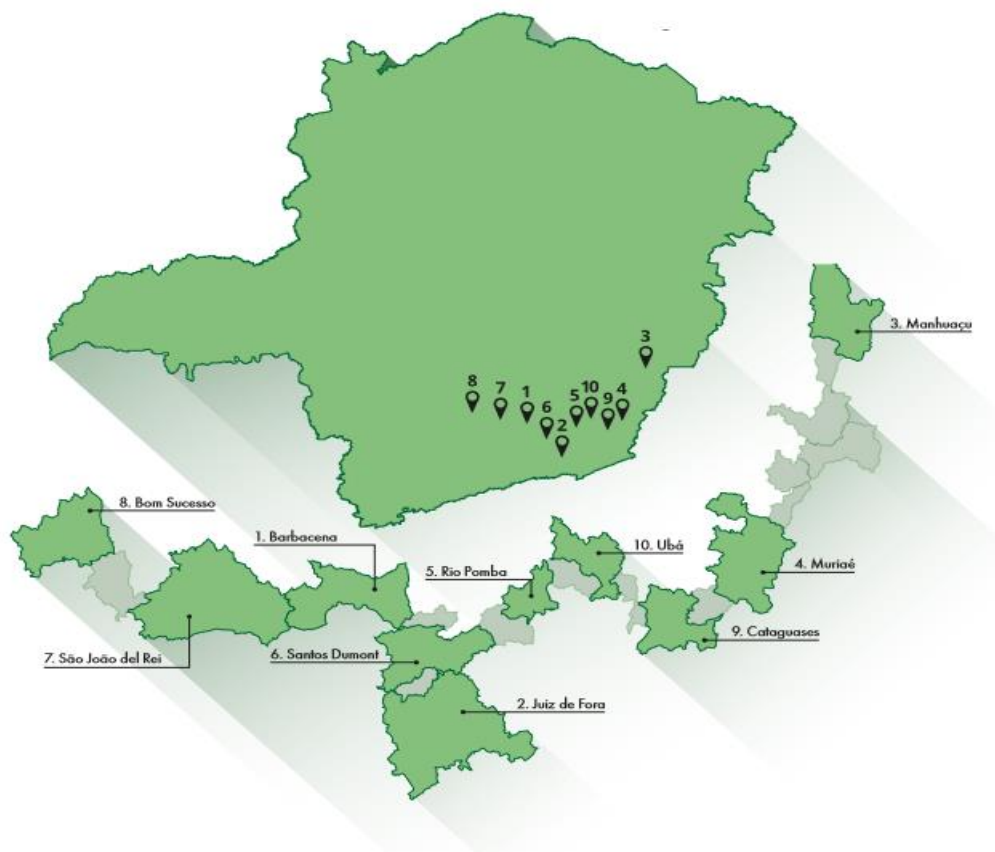 3
8
7
1
6
2
5
10
9
4
3. Manhuaçu
8. Bom Sucesso
1. Barbacena
10. Ubá
5. Rio Pomba
4. Muriaé
9. Cataguases
7. São João del Rei
6. Santos Dumont
2. Juiz de Fora